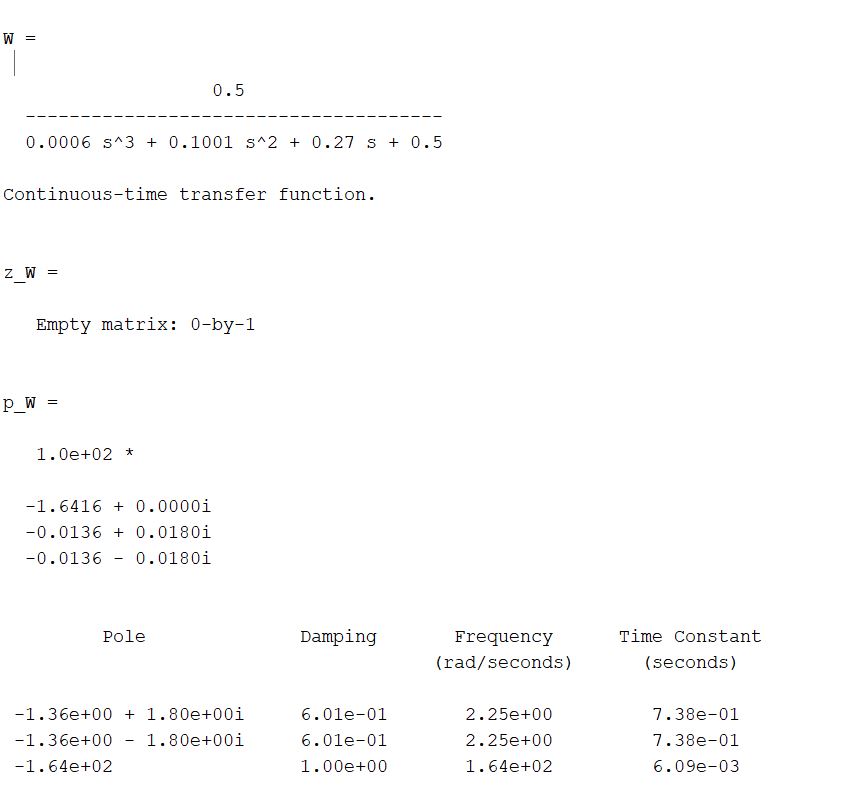 W =
0.5
--------------------------------------
0.0006 s^3 + 0.1001 s^2 + 0.27 s + 0.5
Continuous-time transfer function.
z_W =
Empty matrix: 0-by-1
p_W =
1.0e+02 *
-1.6416 + 0.0000i
-0.0136 + 0.0180i
-0.0136 - 0.0180i
Pole Damping Frequency Time Constant
(rad/seconds) (seconds)
-1.36e+00 + 1.80e+00i 6.01e-01 2.25e+00 7.38e-01
-1.36e+00 - 1.80e+00i 6.01e-01 2.25e+00 7.38e-01
-1.64e+02 1.00e+00 1.64e+02 6.09e-03